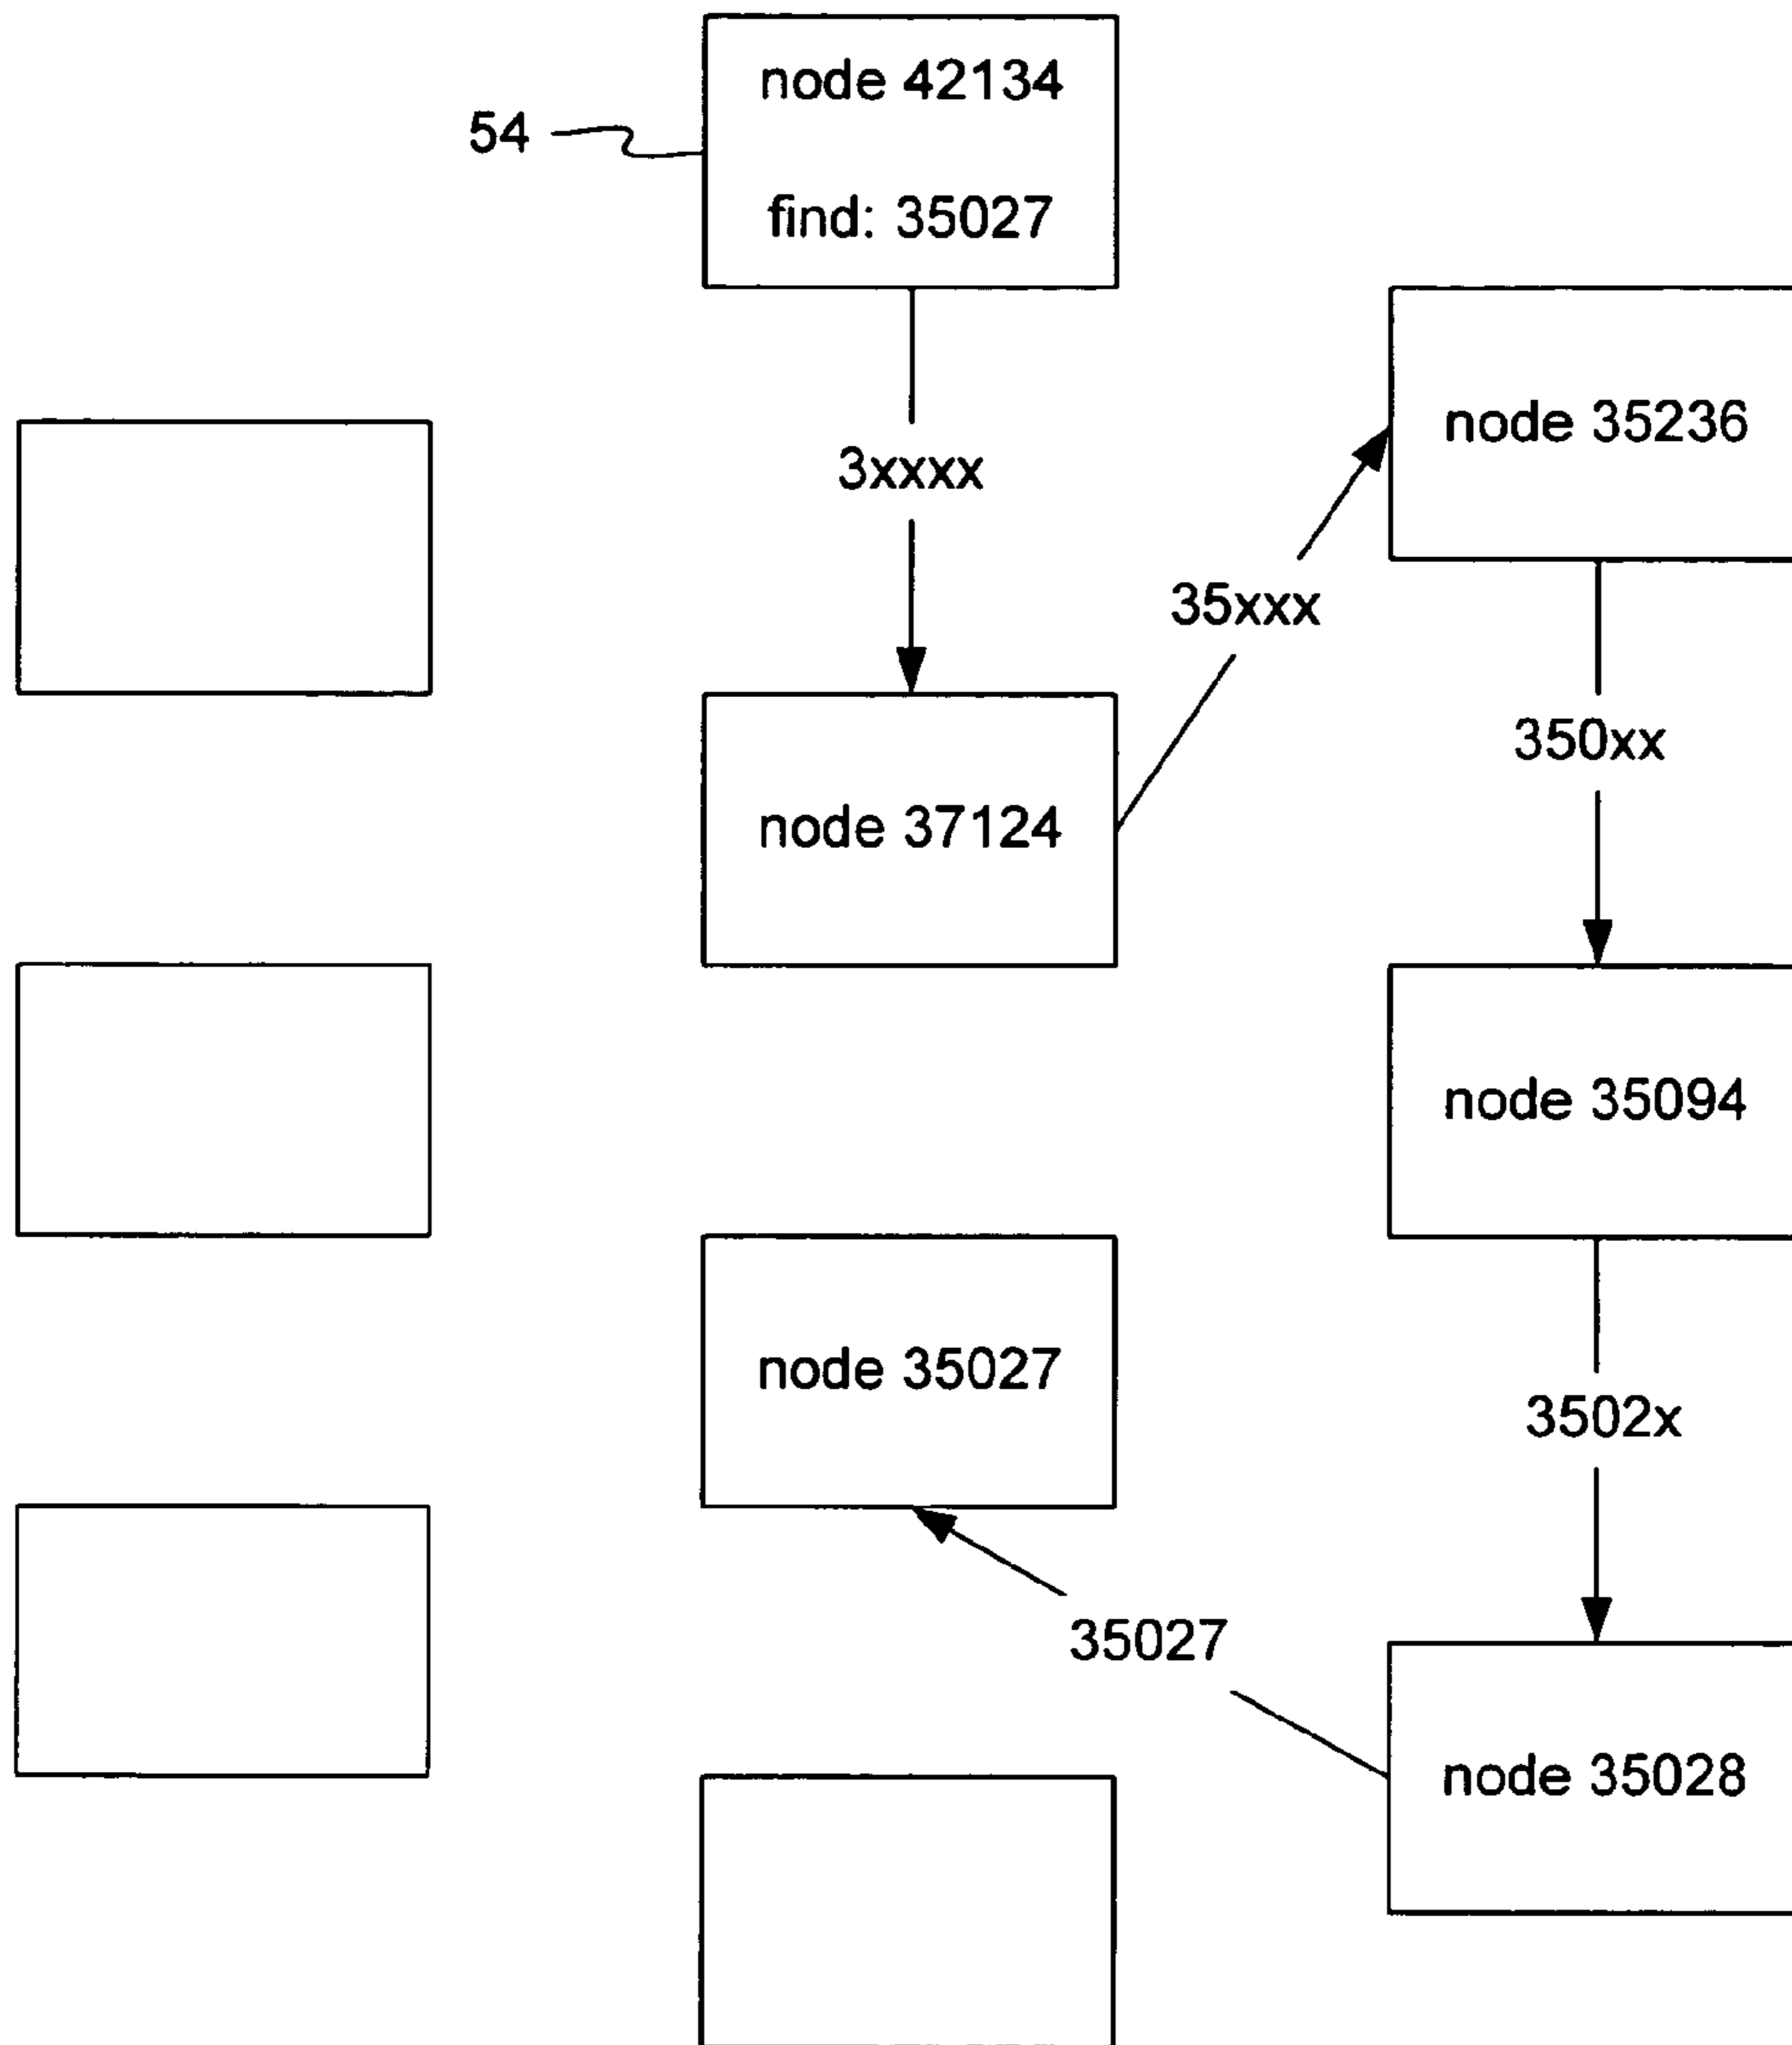 node 42134
54
find: 35027
node 35236
3xxxx
35xxx
350xx
node 37124
node 35094
node 35027
3502x
35027
node 35028